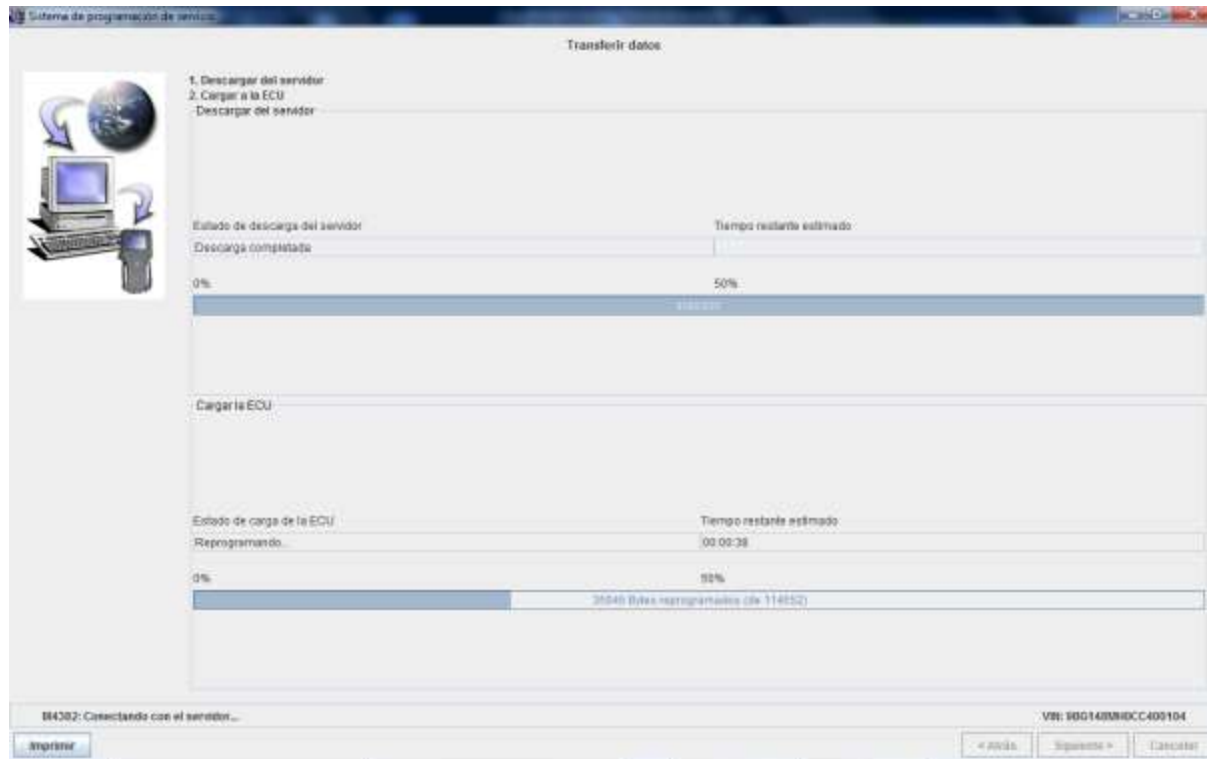 Sistema de programación de servicio
Transferir datos
1. Descargar del servidor
2. Cargar a la ECU
Descargar del servidor
Estado de descarga del servidor Tiempo restante estimado
Descarga completada
0% 50%
Cargar la ECU
Estado de carga de la ECU Tiempo restante estimado
Reprogramando... 00:00:38
0% 50%
Bytes reprogramados (de 114652)
Conectando con el servidor...
VIN:
Imprimir < Atrás Siguiente > Cancelar